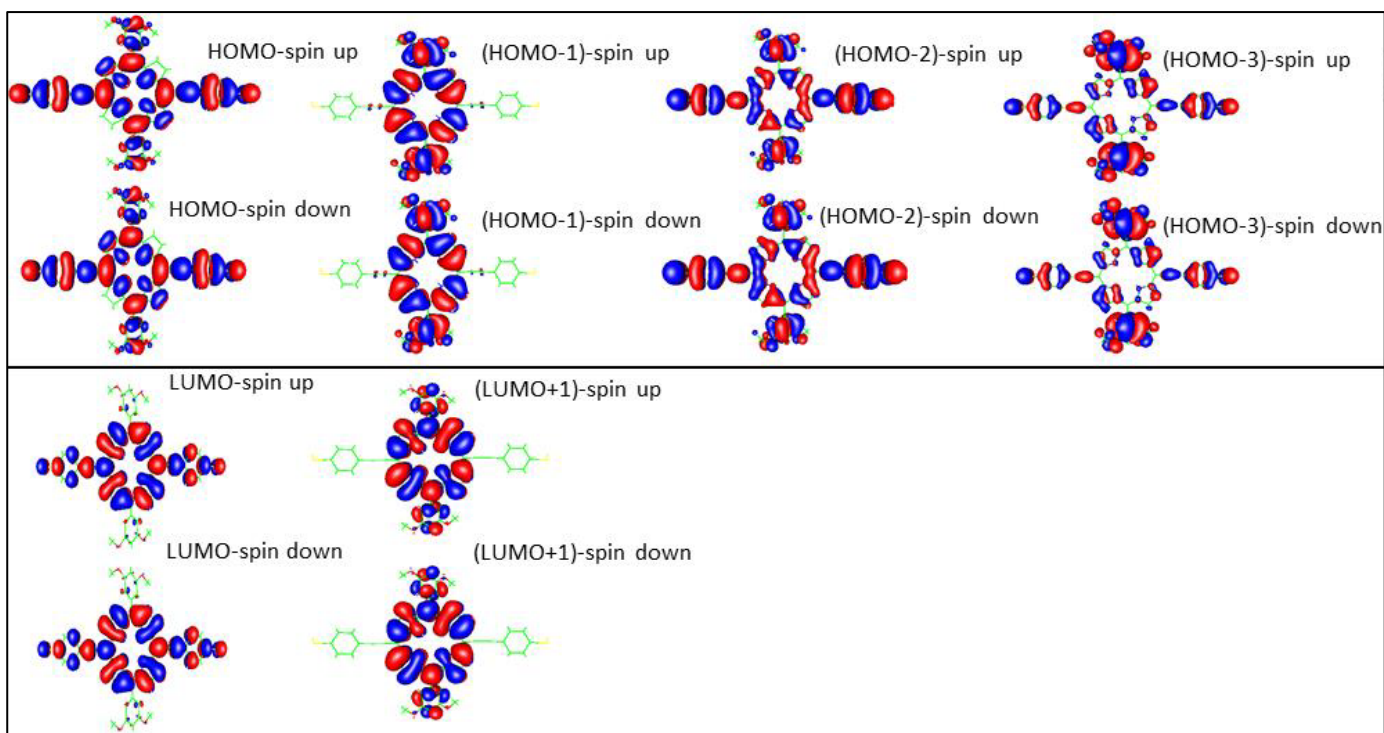 HOMO-spin up
(HOMO-1)-spin up
(HOMO-2)-spin up
(HOMO-3)-spin up
HOMO-spin down
(HOMO-1)-spin down
(HOMO-2)-spin down
(HOMO-3)-spin down
LUMO-spin up
(LUMO+1)-spin up
LUMO-spin down
(LUMO+1)-spin down